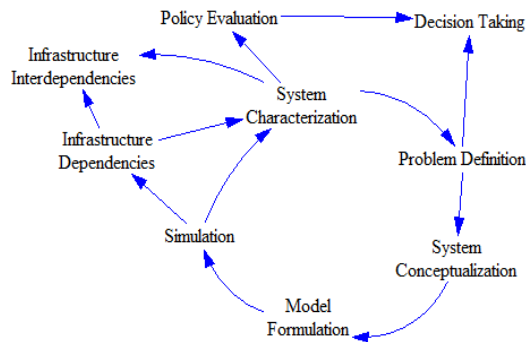 Policy Evaluation
Decision Taking
Infrastructure
Interdependencies
System
Characterization
Infrastructure
Dependencies
Problem Definition
Simulation
System
Conceptualization
Model
Formulation